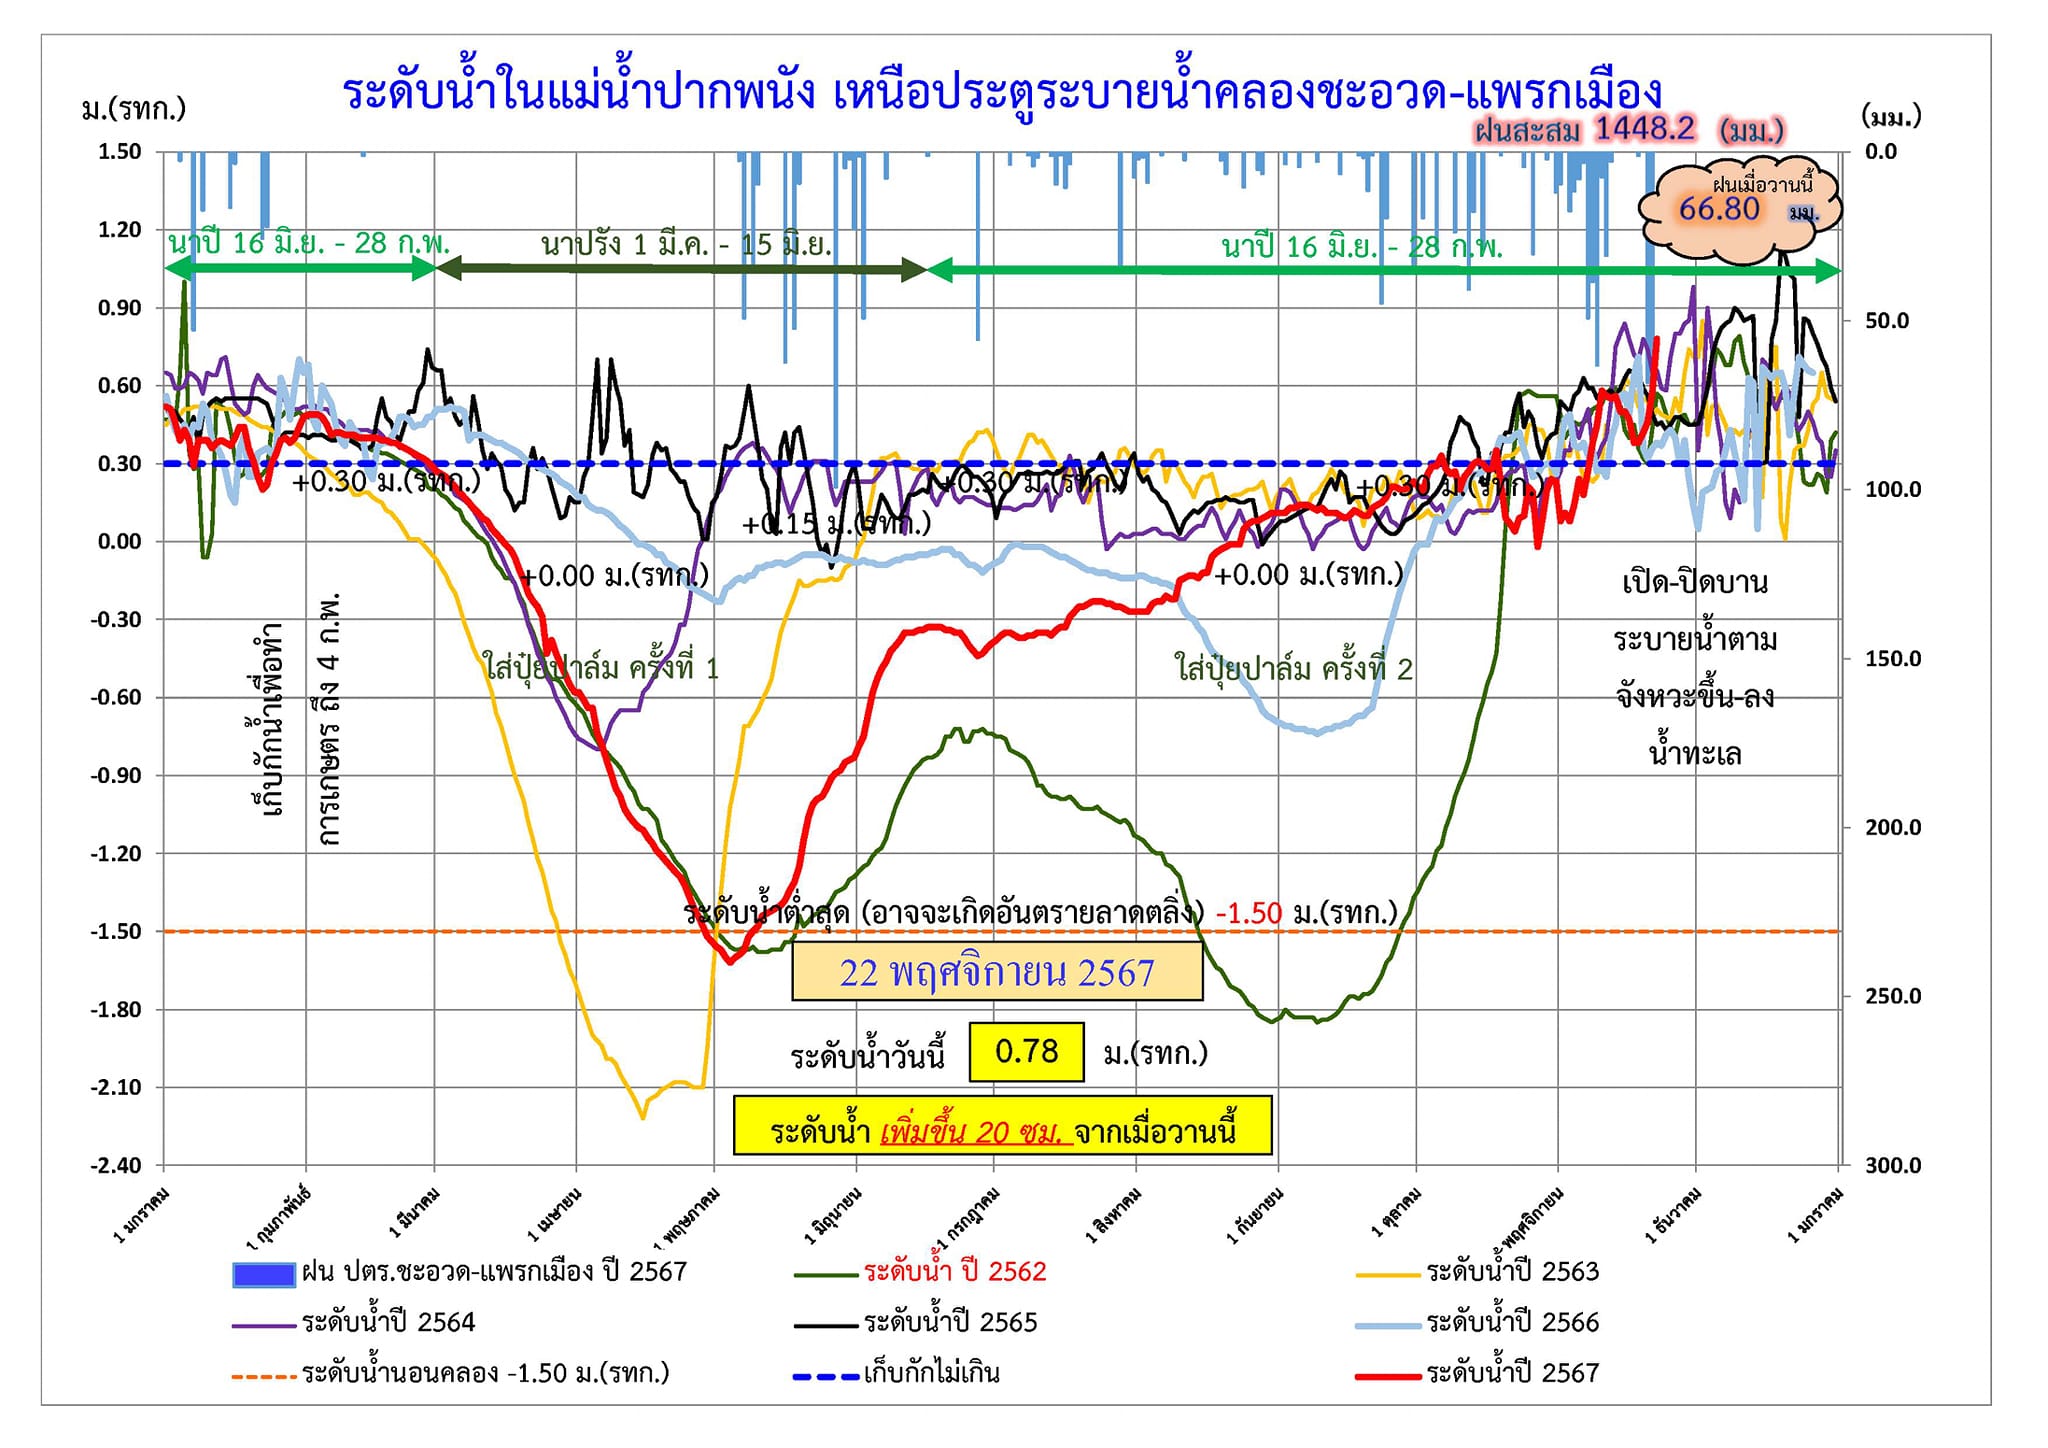 ระดับน้ำในแม่น้ำปากพนัง เหนือประตูระบายน้ำคลองชะอวด-แพรกเมือง
ม.(รทก.)
(มม.)
ฝนสะสม 1448.2 (มม.)
ฝนเมื่อวานนี้
66.80 มม.
1.50
1.20
0.90
0.60
0.30
0.00
-0.30
-0.60
-0.90
-1.20
-1.50
-1.80
-2.10
-2.40
0.0
50.0
100.0
150.0
200.0
250.0
300.0
นาปี 16 มิ.ย. - 28 ก.พ.
นาปรัง 1 มี.ค. - 15 มิ.ย.
นาปี 16 มิ.ย. - 28 ก.พ.
+0.30 ม.(รทก.)
+0.15 ม.(รทก.)
+0.30 ม.(รทก.)
+0.30 ม.(รทก.)
+0.00 ม.(รทก.)
+0.00 ม.(รทก.)
เก็บกักน้ำเพื่อทำ
การเกษตร ถึง 4 ก.พ.
ใส่ปุ๋ยปาล์ม ครั้งที่ 1
ใส่ปุ๋ยปาล์ม ครั้งที่ 2
เปิด-ปิดบาน
ระบายน้ำตาม
จังหวะขึ้น-ลง
น้ำทะเล
ระดับน้ำต่ำสุด (อาจจะเกิดอันตรายลาดตลิ่ง) -1.50 ม.(รทก.)
22 พฤศจิกายน 2567
ระดับน้ำวันนี้ 0.78 ม.(รทก.)
ระดับน้ำ เพิ่มขึ้น 20 ซม. จากเมื่อวานนี้
1 มกราคม
1 กุมภาพันธ์
1 มีนาคม
1 เมษายน
1 พฤษภาคม
1 มิถุนายน
1 กรกฎาคม
1 สิงหาคม
1 กันยายน
1 ตุลาคม
พฤศจิกายน
1 ธันวาคม
1 มกราคม
ฝน ปตร.ชะอวด-แพรกเมือง ปี 2567
ระดับน้ำ ปี 2562
ระดับน้ำปี 2563
ระดับน้ำปี 2564
ระดับน้ำปี 2565
ระดับน้ำปี 2566
ระดับน้ำนอนคลอง -1.50 ม.(รทก.)
เก็บกักไม่เกิน
ระดับน้ำปี 2567